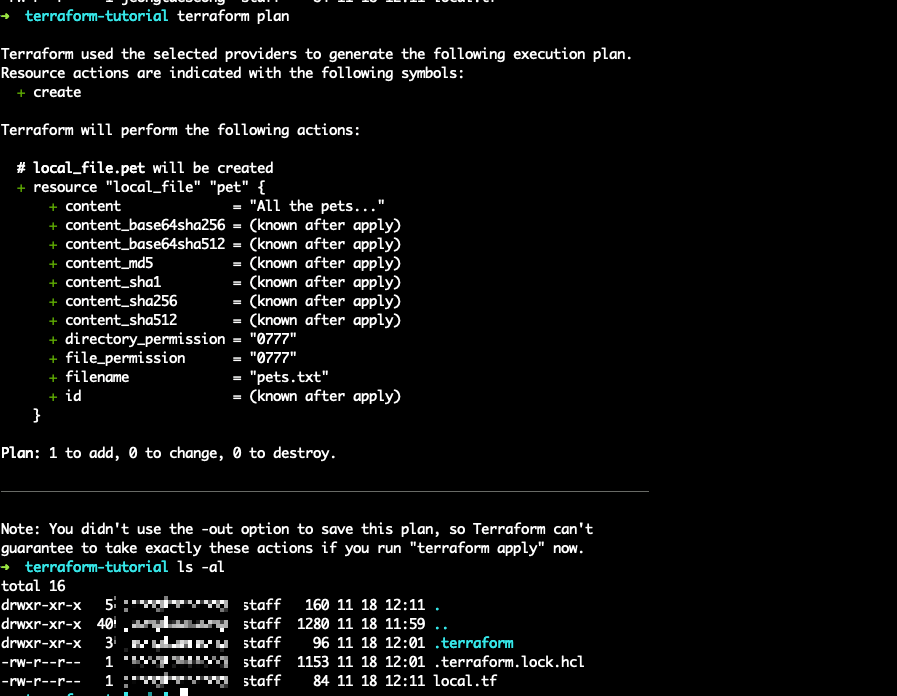 ➜  terraform-tutorial terraform plan

Terraform used the selected providers to generate the following execution plan.
Resource actions are indicated with the following symbols:
  + create

Terraform will perform the following actions:

  # local_file.pet will be created
  + resource "local_file" "pet" {
      + content              = "All the pets..."
      + content_base64sha256 = (known after apply)
      + content_base64sha512 = (known after apply)
      + content_md5          = (known after apply)
      + content_sha1         = (known after apply)
      + content_sha256       = (known after apply)
      + content_sha512       = (known after apply)
      + directory_permission = "0777"
      + file_permission      = "0777"
      + filename             = "pets.txt"
      + id                   = (known after apply)
    }

Plan: 1 to add, 0 to change, 0 to destroy.

Note: You didn't use the -out option to save this plan, so Terraform can't
guarantee to take exactly these actions if you run "terraform apply" now.
➜  terraform-tutorial ls -al
total 16
drwxr-xr-x   5 staff   160 11 18 12:11 .
drwxr-xr-x  40 staff  1280 11 18 11:59 ..
drwxr-xr-x   3 staff    96 11 18 12:01 .terraform
-rw-r--r--   1 staff  1153 11 18 12:01 .terraform.lock.hcl
-rw-r--r--   1 staff    84 11 18 12:11 local.tf